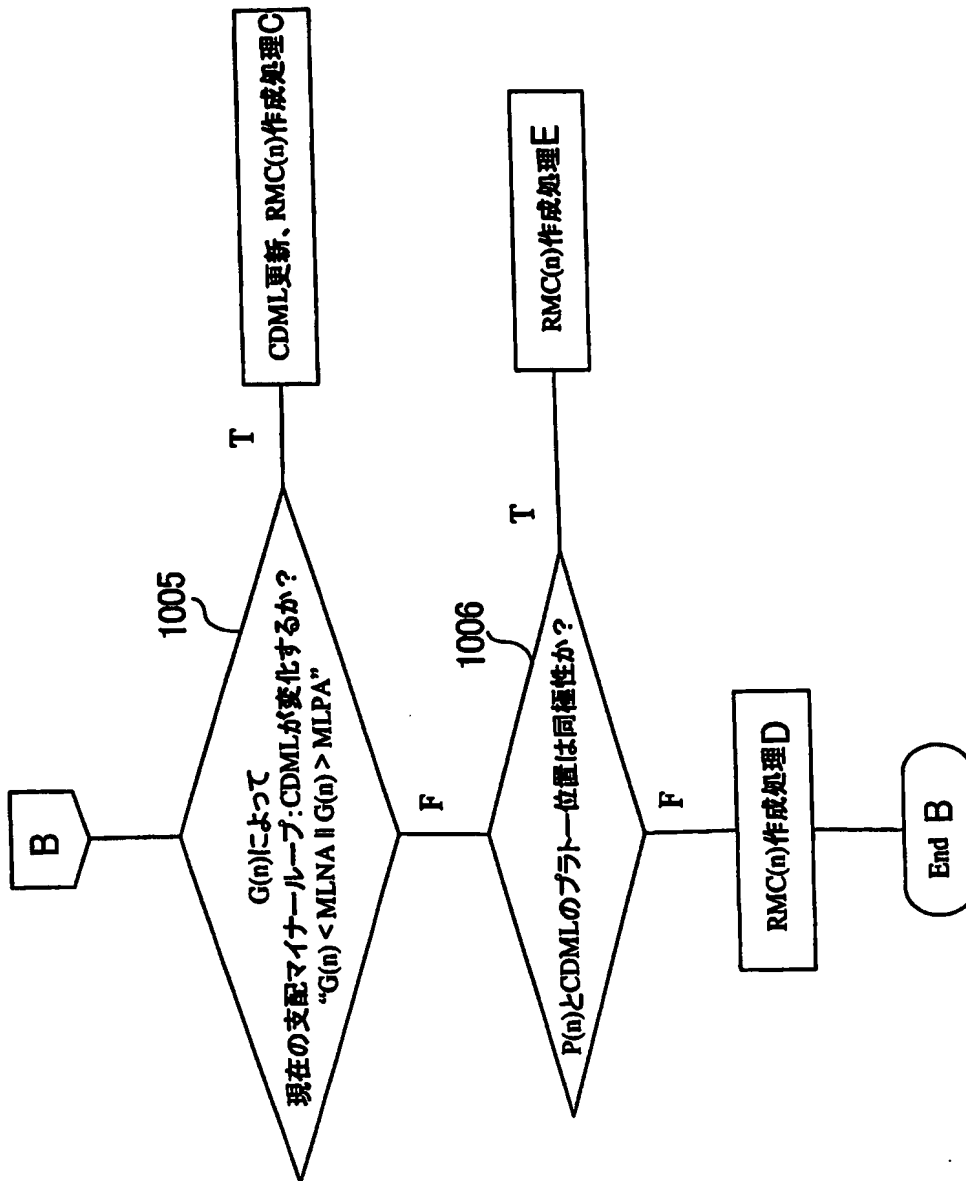 B
1005
G(n)によって
現在の支配マイナーループ:CDMLが変化するか?
“G(n) < MLNA || G(n) > MLPA”
T
CDML更新、RMC(n)作成処理C
F
1006
P(n)とCDMLのプラトー位置は同極性か?
T
RMC(n)作成処理E
F
RMC(n)作成処理D
End B